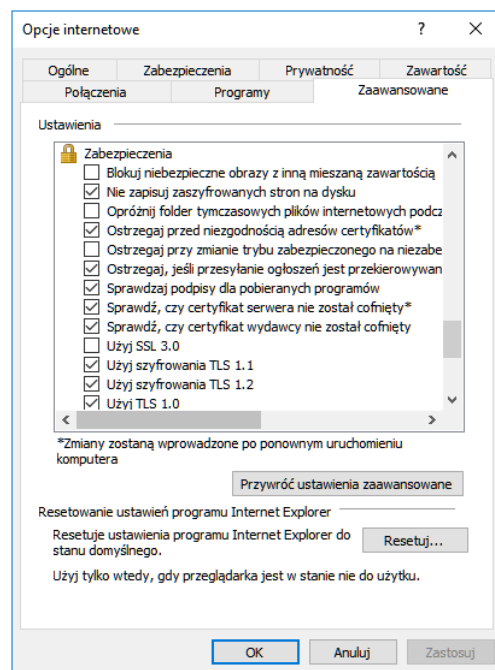 Opcje internetowe
Ogólne Zabezpieczenia Prywatność Zawartość
Połączenia Programy Zaawansowane
Ustawienia
Zabezpieczenia
Blokuj niebezpieczne obrazy z inną mieszaną zawartością
Nie zapisuj zaszyfrowanych stron na dysku
Opróżnij folder tymczasowych plików internetowych podcz
Ostrzegaj przed niezgodnością adresów certyfikatów*
Ostrzegaj przy zmianie trybu zabezpieczonego na niezabe
Ostrzegaj, jeśli przesyłanie ogłoszeń jest przekierowywan
Sprawdzaj podpisy dla pobieranych programów
Sprawdź, czy certyfikat serwera nie został cofnięty*
Sprawdź, czy certyfikat wydawcy nie został cofnięty
Użyj SSL 3.0
Użyj szyfrowania TLS 1.1
Użyj szyfrowania TLS 1.2
Użyj TLS 1.0
*Zmiany zostaną wprowadzone po ponownym uruchomieniu
komputera
Przywróć ustawienia zaawansowane
Resetowanie ustawień programu Internet Explorer
Resetuje ustawienia programu Internet Explorer do
stanu domyślnego.
Resetuj...
Użyj tylko wtedy, gdy przeglądarka jest w stanie nie do użytku.
OK Anuluj Zastosuj